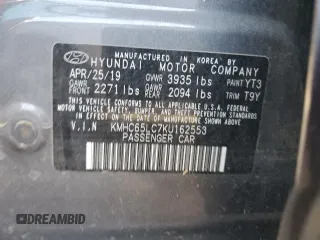 MANUFACTURED IN KOREA BY
HYUNDAI MOTOR COMPANY
APR/25/19 GVWR 3935 lbs PAINT YT3
GAWR FRONT 2271 lbs GAWR REAR 2094 lbs TRIM T9Y
THIS VEHICLE CONFORMS TO ALL APPLICABLE FEDERAL MOTOR VEHICLE SAFETY, BUMPER, AND THEFT PREVENTION STANDARDS IN EFFECT ON THE DATE OF MANUFACTURE SHOWN ABOVE.
V.I.N KMHC65LC7KU162553
PASSENGER CAR
DREAMBID.COM